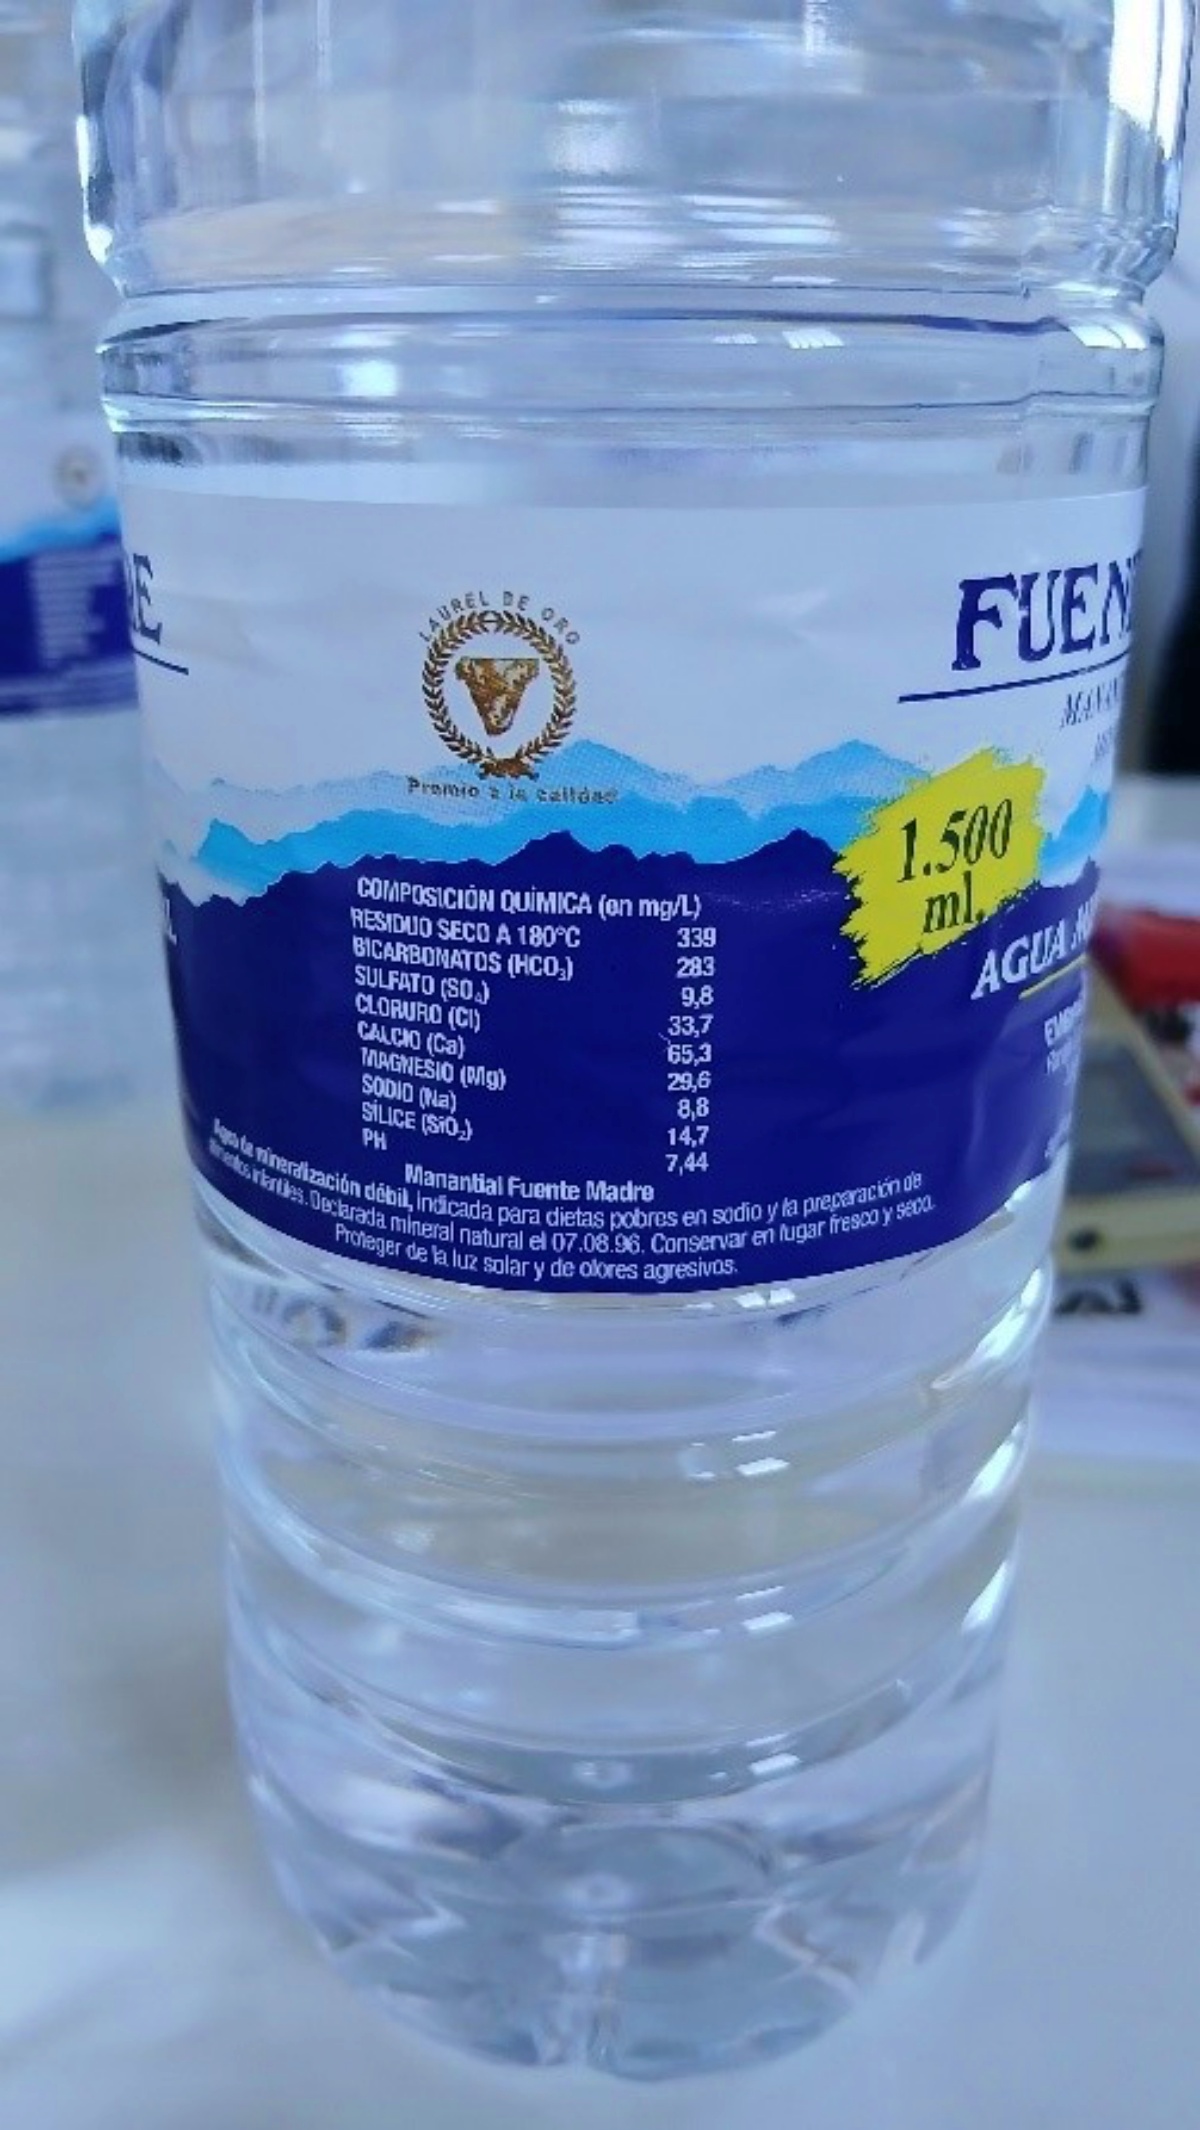 LAUREL DE ORO
Premio a la calidad
FUEN
1.500
ml.
AGUA
COMPOSICIÓN QUÍMICA (en mg/L)
RESIDUO SECO A 180°C 339
BICARBONATOS (HCO₃) 283
SULFATO (SO₄) 9,8
CLORURO (Cl) 33,7
CALCIO (Ca) 65,3
MAGNESIO (Mg) 29,6
SODIO (Na) 8,8
SÍLICE (SiO₂) 14,7
PH 7,44
Manantial Fuente Madre
Agua de mineralización débil, indicada para dietas pobres en sodio y la preparación de
alimentos infantiles. Declarada mineral natural el 07.08.96. Conservar en lugar fresco y seco.
Proteger de la luz solar y de olores agresivos.